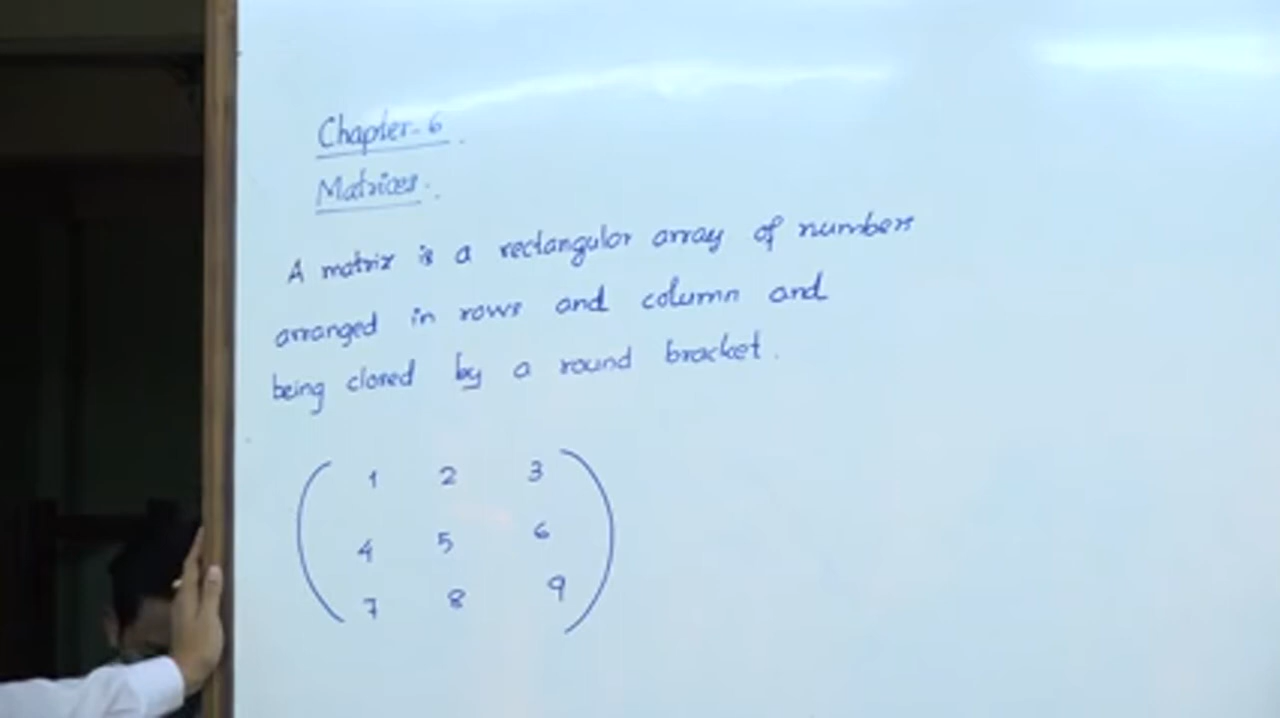 Chapter-6.
Matrices.
A matrix is a rectangular array of numbers
arranged in rows and column and
being closed by a round bracket.
1 2 3
4 5 6
7 8 9